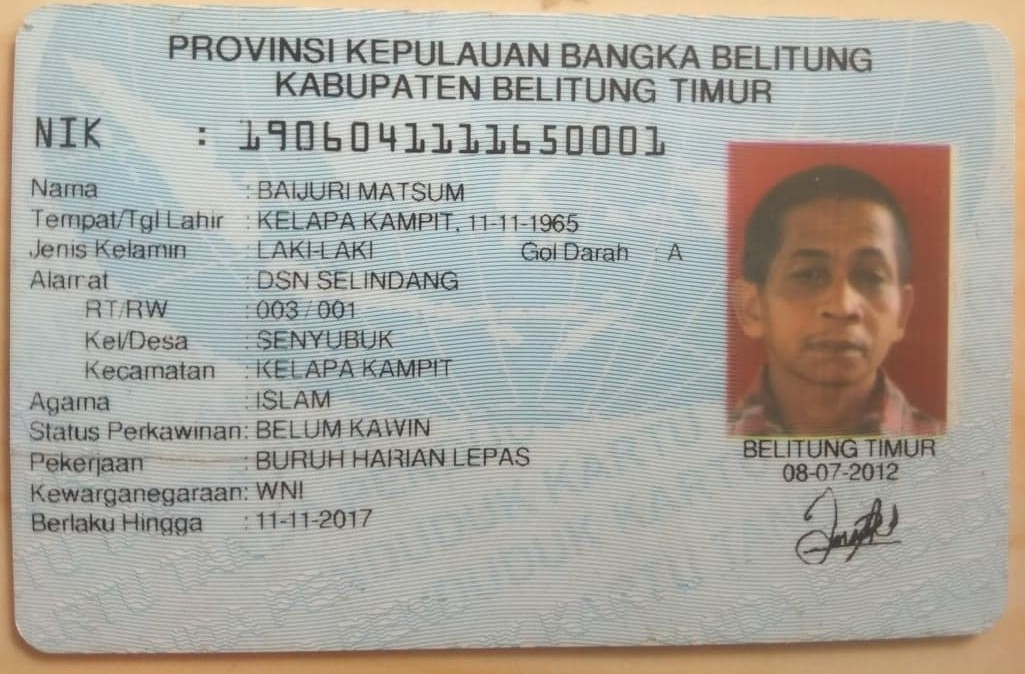 PROVINSI KEPULAUAN BANGKA BELITUNG
KABUPATEN BELITUNG TIMUR
NIK : 1906041111650001
Nama : BAIJURI MATSUM
Tempat/Tgl Lahir : KELAPA KAMPIT, 11-11-1965
Jenis Kelamin : LAKI-LAKI Gol Darah : A
Alamat : DSN SELINDANG
RT/RW : 003 / 001
Kel/Desa : SENYUBUK
Kecamatan : KELAPA KAMPIT
Agama : ISLAM
Status Perkawinan: BELUM KAWIN
Pekerjaan : BURUH HARIAN LEPAS
Kewarganegaraan: WNI
Berlaku Hingga : 11-11-2017
BELITUNG TIMUR
08-07-2012